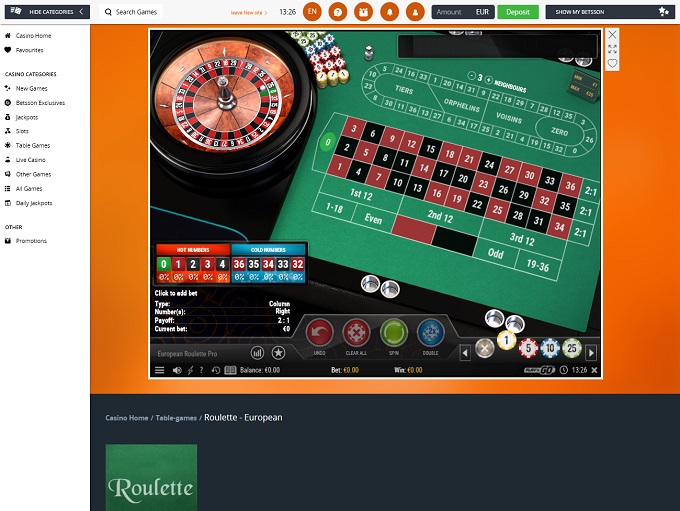 HIDE CATEGORIES
Search Games
leave New site
13:26
EN
Amount EUR
Deposit
SHOW MY BETSSON
Casino Home
Favourites
CASINO CATEGORIES
New Games
Betsson Exclusives
Jackpots
Slots
Table Games
Live Casino
Other Games
All Games
Daily Jackpots
OTHER
Promotions
- 3 + NEIGHBOURS
TIERS
ORPHELINS
VOISINS
ZERO
MIN €1
MAX
0
3 6 9 12 15 18 21 24 27 30 33 36 2:1
2 5 8 11 14 17 20 23 26 29 32 35 2:1
1 4 7 10 13 16 19 22 25 28 31 34 2:1
1st 12
2nd 12
3rd 12
1-18
Even
Odd
19-36
HOT NUMBERS
COLD NUMBERS
0 1 2 3 4 36 35 34 33 32
0% 0% 0% 0% 0% 0% 0% 0% 0% 0%
Click to add bet
Type: Column
Number(s): Right
Payoff: 2 : 1
Current bet: €0
European Roulette Pro
UNDO
CLEAR ALL
SPIN
DOUBLE
1
5
10
25
Balance: €0.00
Bet: €0.00
Win: €0.00
PLAY'N GO
13:26
Casino Home / Table-games / Roulette - European
Roulette